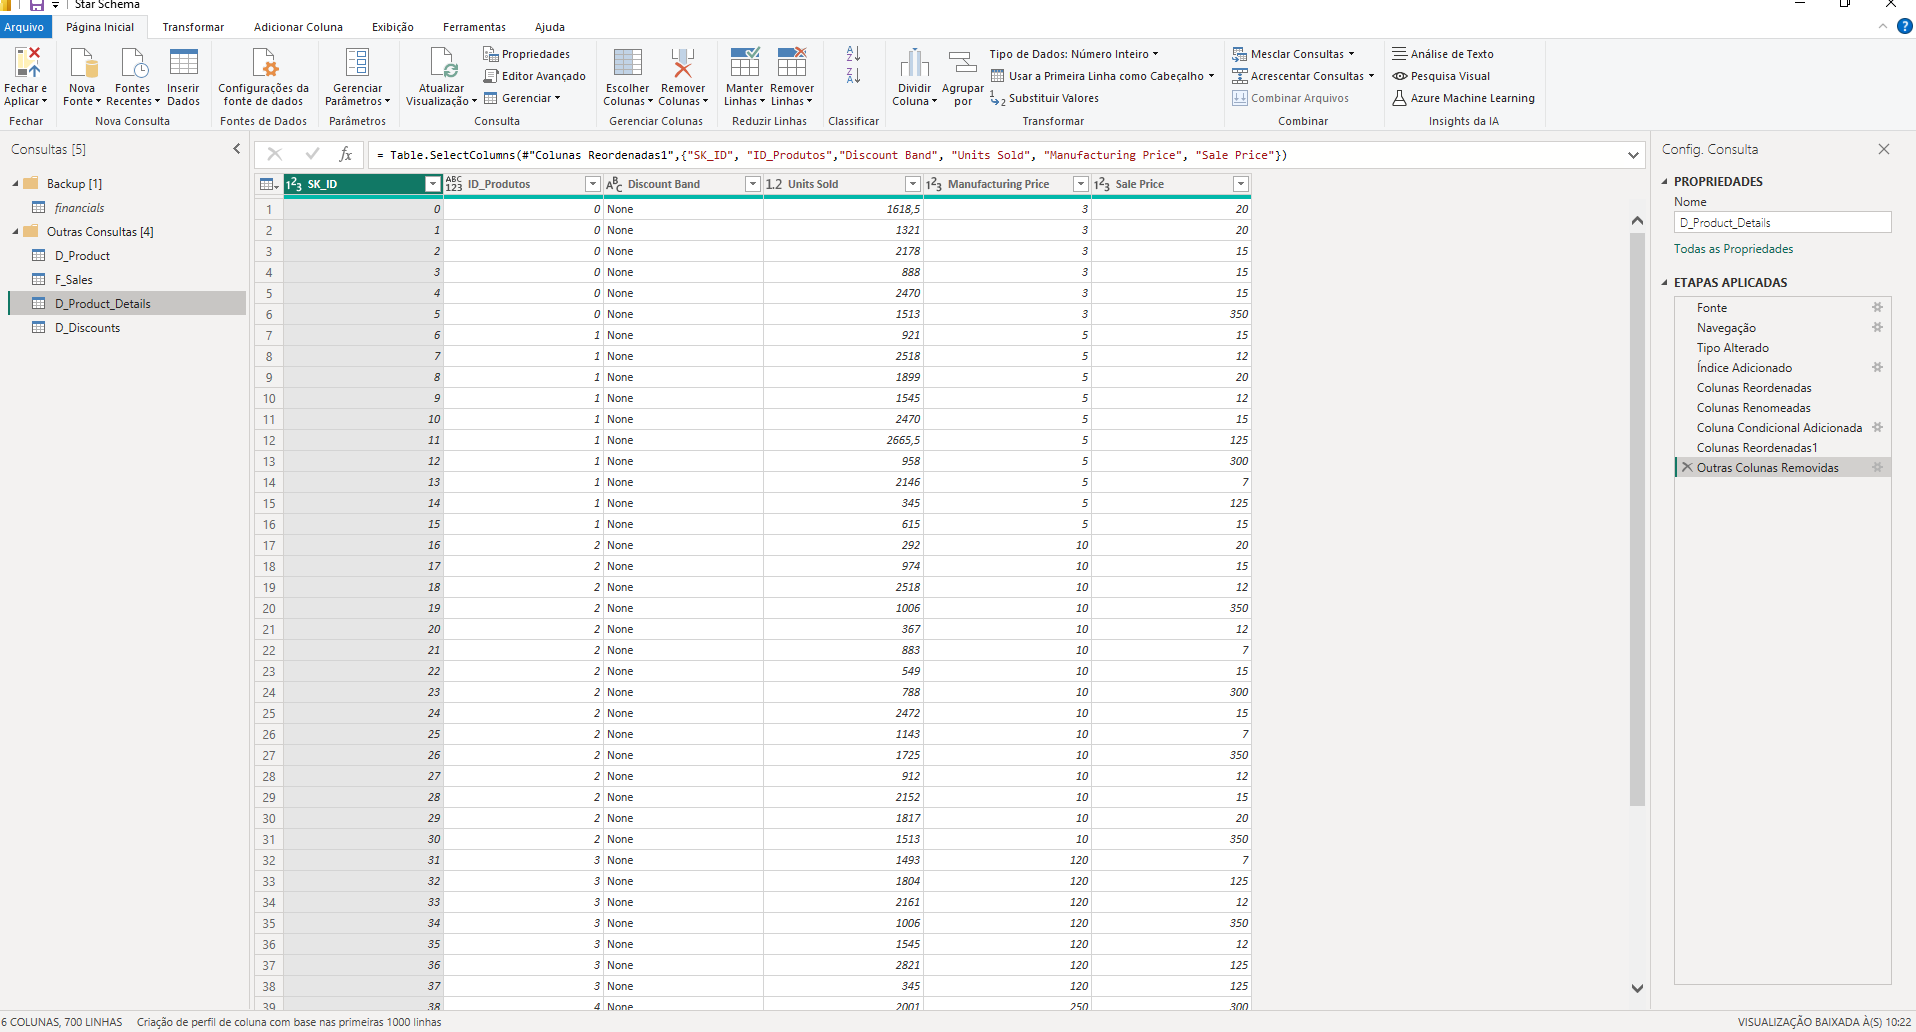 Star Schema
Arquivo Página Inicial Transformar Adicionar Coluna Exibição Ferramentas Ajuda
Fechar e Aplicar
Fechar
Nova Fonte
Fontes Recentes
Inserir Dados
Nova Consulta
Configurações da fonte de dados
Fontes de Dados
Gerenciar Parâmetros
Parâmetros
Atualizar Visualização
Propriedades
Editor Avançado
Gerenciar
Consulta
Escolher Colunas
Remover Colunas
Gerenciar Colunas
Manter Linhas
Remover Linhas
Reduzir Linhas
Classificar
Dividir Coluna
Agrupar por
Tipo de Dados: Número Inteiro
Usar a Primeira Linha como Cabeçalho
Substituir Valores
Transformar
Mesclar Consultas
Acrescentar Consultas
Combinar Arquivos
Combinar
Análise de Texto
Pesquisa Visual
Azure Machine Learning
Insights da IA
Consultas [5]
Backup [1]
financials
Outras Consultas [4]
D_Product
F_Sales
D_Product_Details
D_Discounts
fx = Table.SelectColumns(#"Colunas Reordenadas1",{"SK_ID", "ID_Produtos","Discount Band", "Units Sold", "Manufacturing Price", "Sale Price"})
1²3 SK_ID ABC123 ID_Produtos ABC Discount Band 1.2 Units Sold 1²3 Manufacturing Price 1²3 Sale Price
1 0 0 None 1618,5 3 20
2 1 0 None 1321 3 20
3 2 0 None 2178 3 15
4 3 0 None 888 3 15
5 4 0 None 2470 3 15
6 5 0 None 1513 3 350
7 6 1 None 921 5 15
8 7 1 None 2518 5 12
9 8 1 None 1899 5 20
10 9 1 None 1545 5 12
11 10 1 None 2470 5 15
12 11 1 None 2665,5 5 125
13 12 1 None 958 5 300
14 13 1 None 2146 5 7
15 14 1 None 345 5 125
16 15 1 None 615 5 15
17 16 2 None 292 10 20
18 17 2 None 974 10 15
19 18 2 None 2518 10 12
20 19 2 None 1006 10 350
21 20 2 None 367 10 12
22 21 2 None 883 10 7
23 22 2 None 549 10 15
24 23 2 None 788 10 300
25 24 2 None 2472 10 15
26 25 2 None 1143 10 7
27 26 2 None 1725 10 350
28 27 2 None 912 10 12
29 28 2 None 2152 10 15
30 29 2 None 1817 10 20
31 30 2 None 1513 10 350
32 31 3 None 1493 120 7
33 32 3 None 1804 120 125
34 33 3 None 2161 120 12
35 34 3 None 1006 120 350
36 35 3 None 1545 120 12
37 36 3 None 2821 120 125
38 37 3 None 345 120 125
39 38 4 None 2001 250 300
Config. Consulta
PROPRIEDADES
Nome
D_Product_Details
Todas as Propriedades
ETAPAS APLICADAS
Fonte
Navegação
Tipo Alterado
Índice Adicionado
Colunas Reordenadas
Colunas Renomeadas
Coluna Condicional Adicionada
Colunas Reordenadas1
Outras Colunas Removidas
6 COLUNAS, 700 LINHAS Criação de perfil de coluna com base nas primeiras 1000 linhas
VISUALIZAÇÃO BAIXADA À(S) 10:22